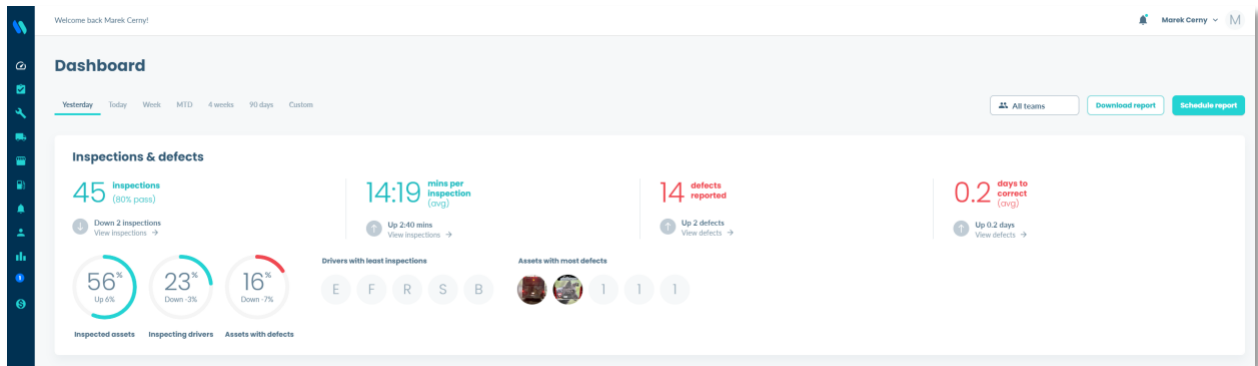 Welcome back Marek Cerny!
Marek Cerny
M
Dashboard
Yesterday Today Week MTD 4 weeks 90 days Custom
All teams
Download report
Schedule report
Inspections & defects
45 inspections
(80% pass)
Down 2 inspections
View inspections →
14:19 mins per
inspection
(avg)
Up 2:40 mins
View inspections →
14 defects
reported
Up 2 defects
View defects →
0.2 days to
correct
(avg)
Up 0.2 days
View defects →
56%
Up 6%
Inspected assets
23%
Down -3%
Inspecting drivers
16%
Down -7%
Assets with defects
Drivers with least inspections
E F R S B
Assets with most defects
1 1 1